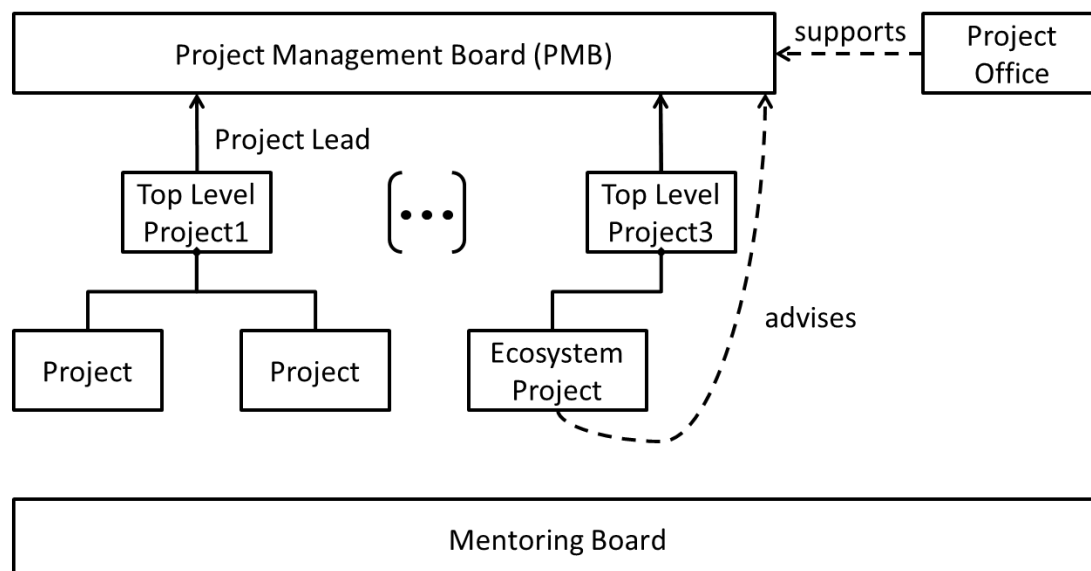 Project Management Board (PMB)
supports
Project
Office
Project Lead
Top Level
Project1
[•••]
Top Level
Project3
advises
Project
Project
Ecosystem
Project
Mentoring Board